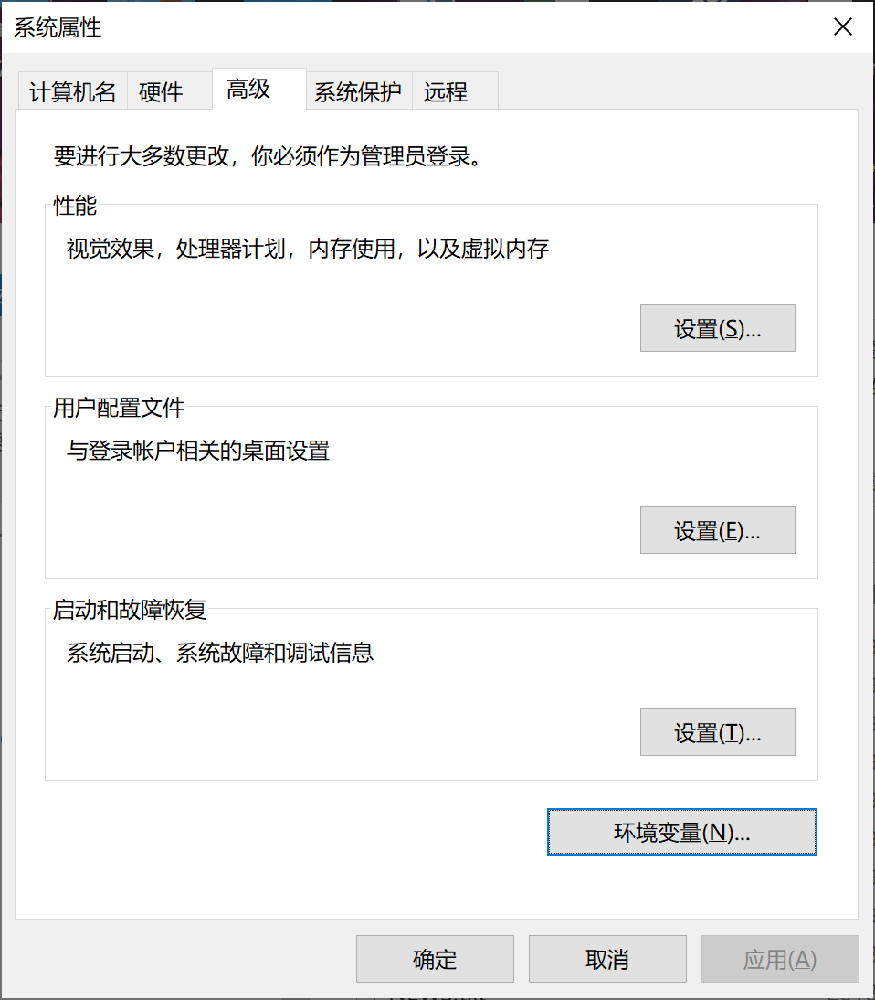 系统属性
计算机名 硬件 高级 系统保护 远程
要进行大多数更改，你必须作为管理员登录。
性能
视觉效果，处理器计划，内存使用，以及虚拟内存
设置(S)...
用户配置文件
与登录帐户相关的桌面设置
设置(E)...
启动和故障恢复
系统启动、系统故障和调试信息
设置(T)...
环境变量(N)...
确定 取消 应用(A)